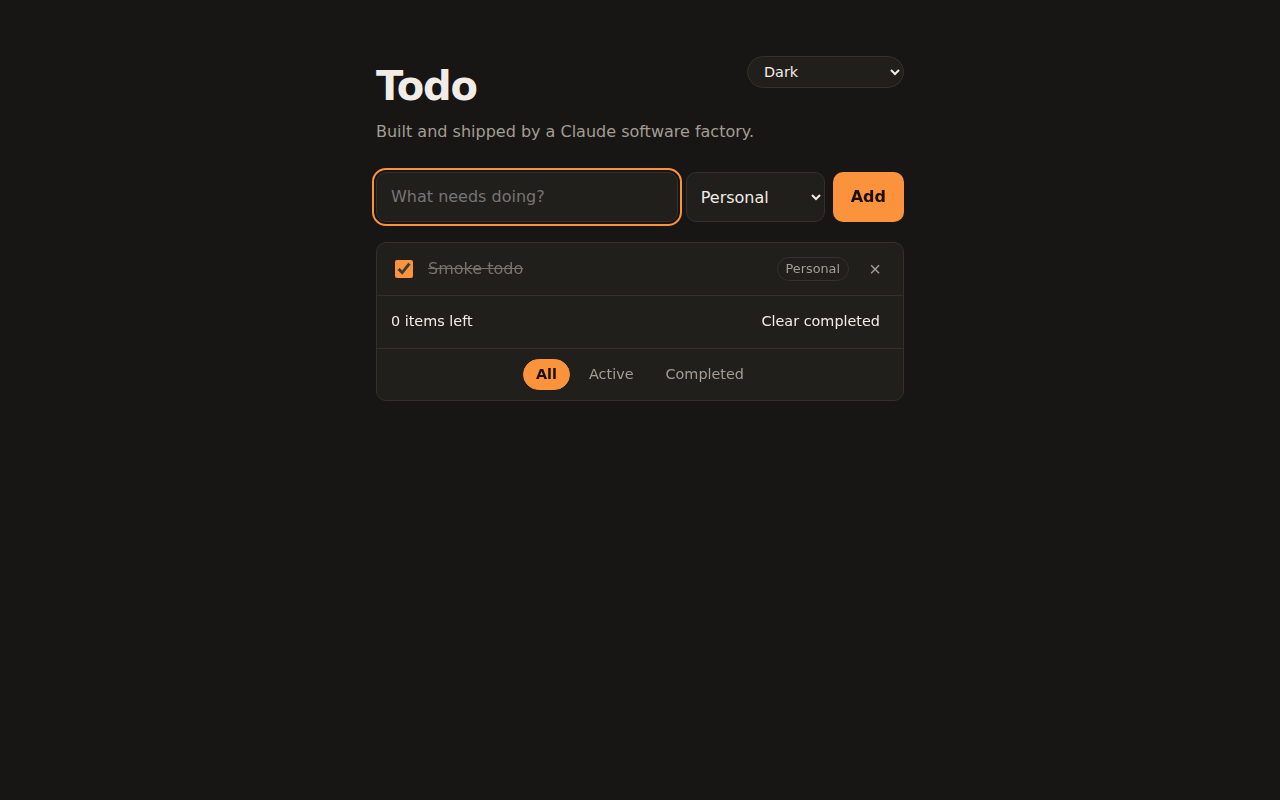 Todo
Dark
Built and shipped by a Claude software factory.
What needs doing?
Personal
Add
Smoke todo
Personal
×
0 items left
Clear completed
All
Active
Completed